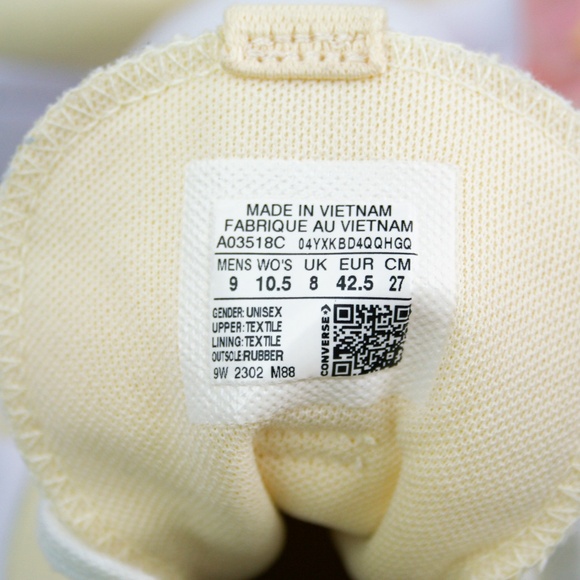 MADE IN VIETNAM
FABRIQUE AU VIETNAM
A03518C 04YXKBD4QQHGQ
MENS WO'S UK EUR CM
9 10.5 8 42.5 27
GENDER: UNISEX
UPPER: TEXTILE
LINING: TEXTILE
OUTSOLE:RUBBER
9W 2302 M88
CONVERSE